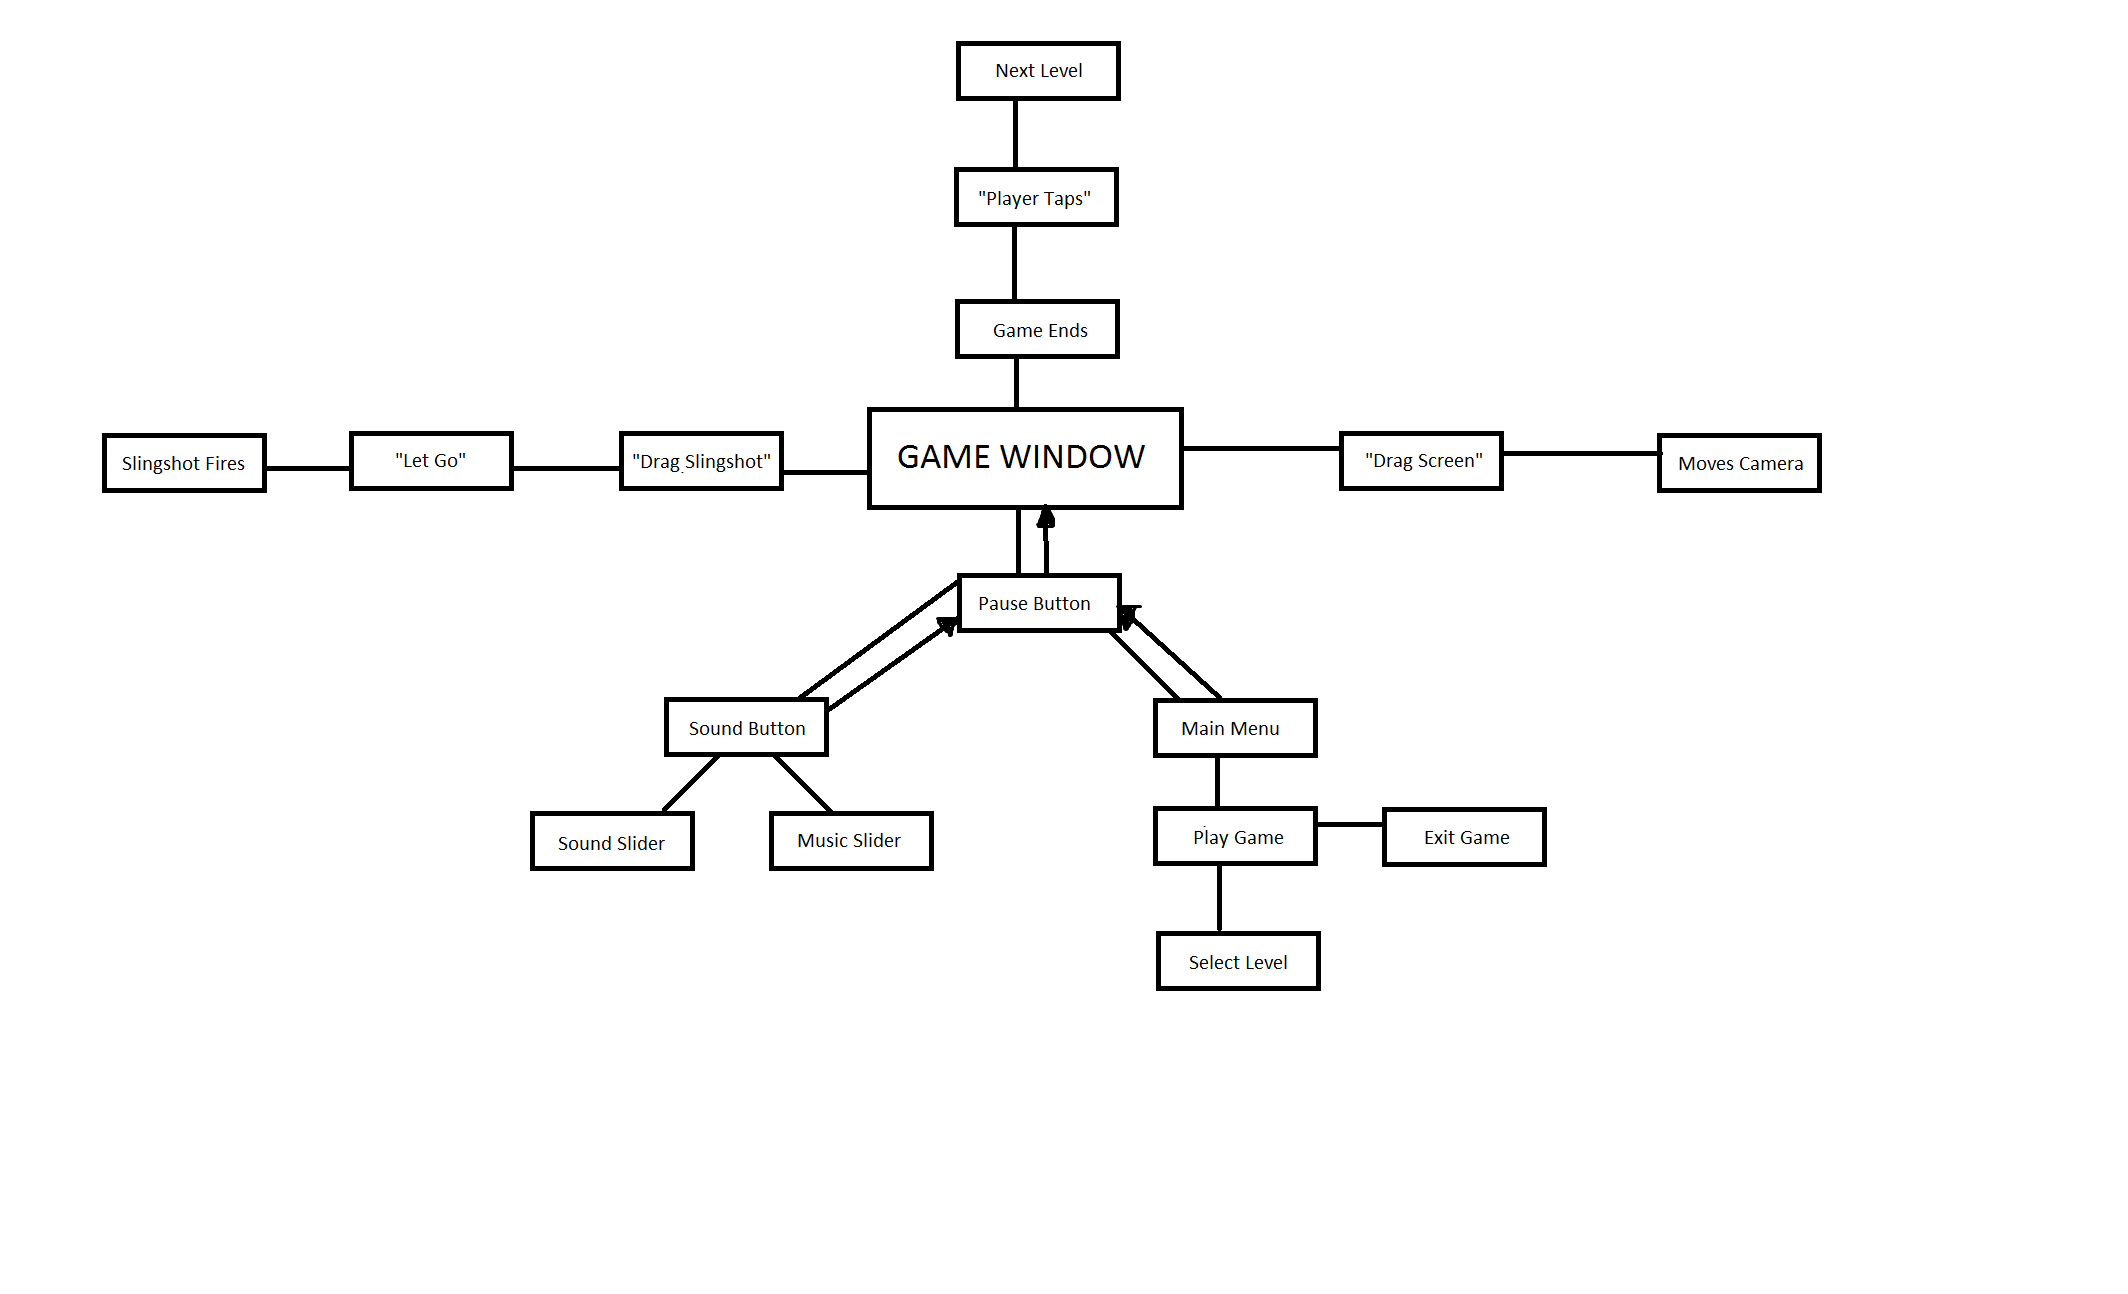 Next Level
"Player Taps"
Game Ends
GAME WINDOW
Slingshot Fires
"Let Go"
"Drag Slingshot"
"Drag Screen"
Moves Camera
Pause Button
Sound Button
Main Menu
Sound Slider
Music Slider
Play Game
Exit Game
Select Level